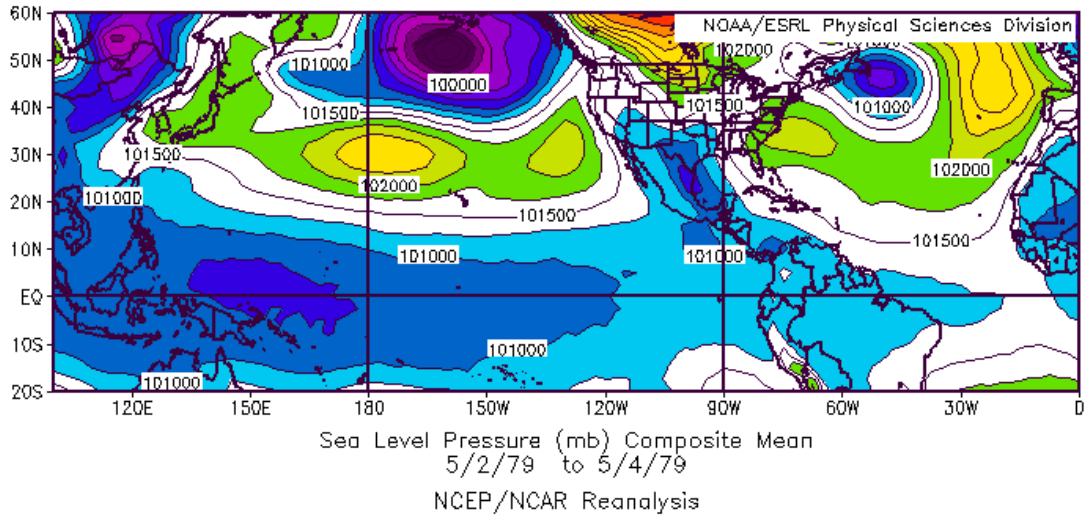 NOAA/ESRL Physical Sciences Division
60N
50N
40N
30N
20N
10N
EQ
10S
20S
102000
101000
100000
101500
101500
101000
101500
101500
102000
102000
101000
101500
101000
101000
101000
101000
120E
150E
180
150W
120W
90W
60W
30W
0
Sea Level Pressure (mb) Composite Mean
5/2/79 to 5/4/79
NCEP/NCAR Reanalysis